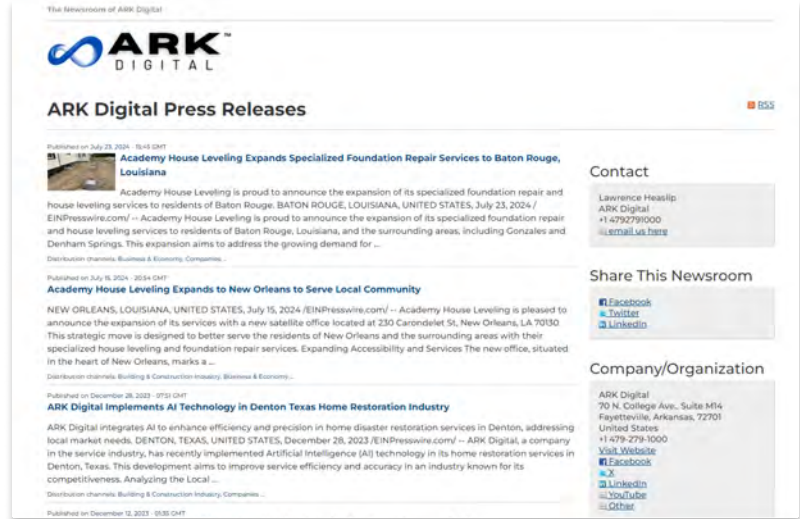 The Newsroom of ARK Digital
ARK™
DIGITAL
ARK Digital Press Releases
RSS
Published on July 23, 2024 - 15:43 GMT
Academy House Leveling Expands Specialized Foundation Repair Services to Baton Rouge,
Louisiana
Academy House Leveling is proud to announce the expansion of its specialized foundation repair and
house leveling services to residents of Baton Rouge. BATON ROUGE, LOUISIANA, UNITED STATES, July 23, 2024 /
EINPresswire.com/ -- Academy House Leveling is proud to announce the expansion of its specialized foundation repair
and house leveling services to residents of Baton Rouge, Louisiana, and the surrounding areas, including Gonzales and
Denham Springs. This expansion aims to address the growing demand for ...
Distribution channels: Business & Economy, Companies ...
Published on July 15, 2024 - 20:54 GMT
Academy House Leveling Expands to New Orleans to Serve Local Community
NEW ORLEANS, LOUISIANA, UNITED STATES, July 15, 2024 /EINPresswire.com/ -- Academy House Leveling is pleased to
announce the expansion of its services with a new satellite office located at 230 Carondelet St, New Orleans, LA 70130
This strategic move is designed to better serve the residents of New Orleans and the surrounding areas with their
specialized house leveling and foundation repair services. Expanding Accessibility and Services The new office, situated
in the heart of New Orleans, marks a ...
Distribution channels: Building & Construction Industry, Business & Economy ...
Published on December 28, 2023 - 07:51 GMT
ARK Digital Implements AI Technology in Denton Texas Home Restoration Industry
ARK Digital integrates AI to enhance efficiency and precision in home disaster restoration services in Denton, addressing
local market needs. DENTON, TEXAS, UNITED STATES, December 28, 2023 /EINPresswire.com/ -- ARK Digital, a company
in the service industry, has recently implemented Artificial Intelligence (AI) technology in its home restoration services in
Denton, Texas. This development aims to improve service efficiency and accuracy in an industry known for its
competitiveness. Analyzing the Local ...
Distribution channels: Building & Construction Industry, Companies ...
Published on December 12, 2023 - 01:35 GMT
Contact
Lawrence Heaslip
ARK Digital
+1 4792791000
email us here
Share This Newsroom
Facebook
Twitter
LinkedIn
Company/Organization
ARK Digital
70 N. College Ave., Suite M14
Fayetteville, Arkansas, 72701
United States
+1 479-279-1000
Visit Website
Facebook
X
LinkedIn
YouTube
Other